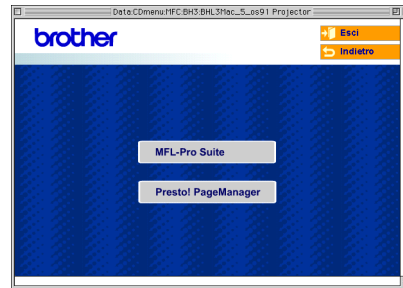 Data:CDmenu:MFC:BH3:BHL3Mac_5_os91 Projector
brother
Esci
Indietro
MFL-Pro Suite
Presto! PageManager